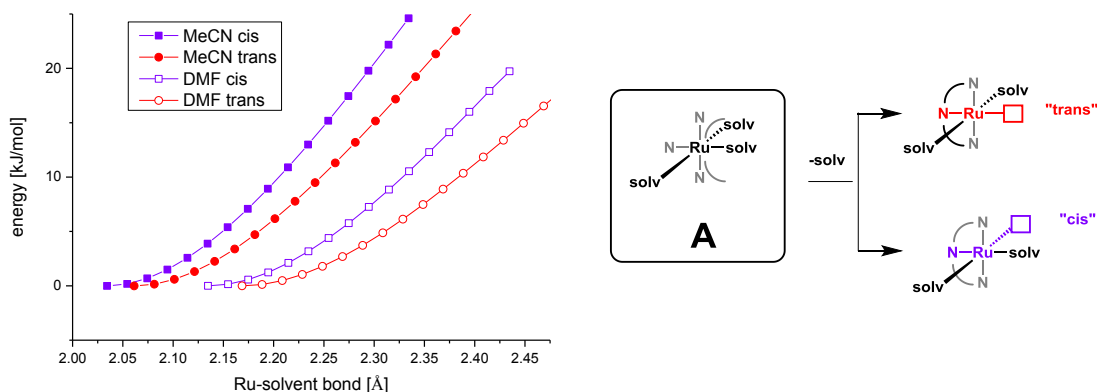 MeCN cis
MeCN trans
DMF cis
DMF trans
20
10
0
energy [kJ/mol]
2.00 2.05 2.10 2.15 2.20 2.25 2.30 2.35 2.40 2.45
Ru-solvent bond [Å]
N solv
N Ru solv
solv N
A
-solv
N solv
N Ru "trans"
solv N
N "cis"
N Ru solv
solv N